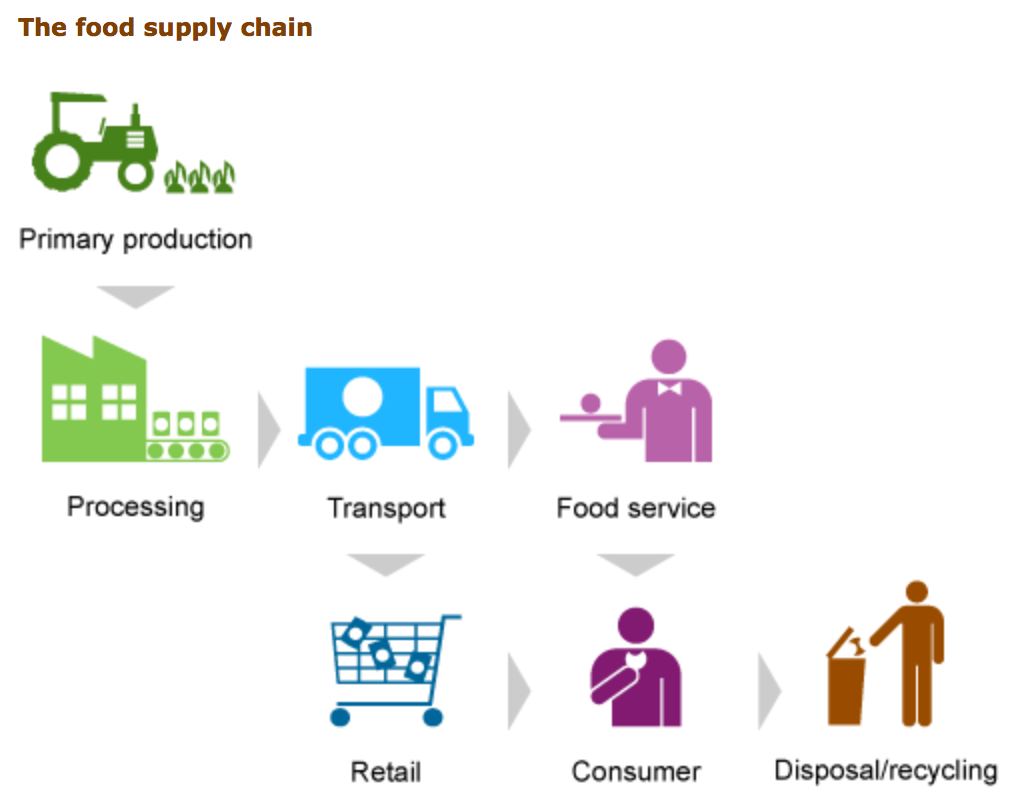 The food supply chain
Primary production
Processing
Transport
Food service
Retail
Consumer
Disposal/recycling